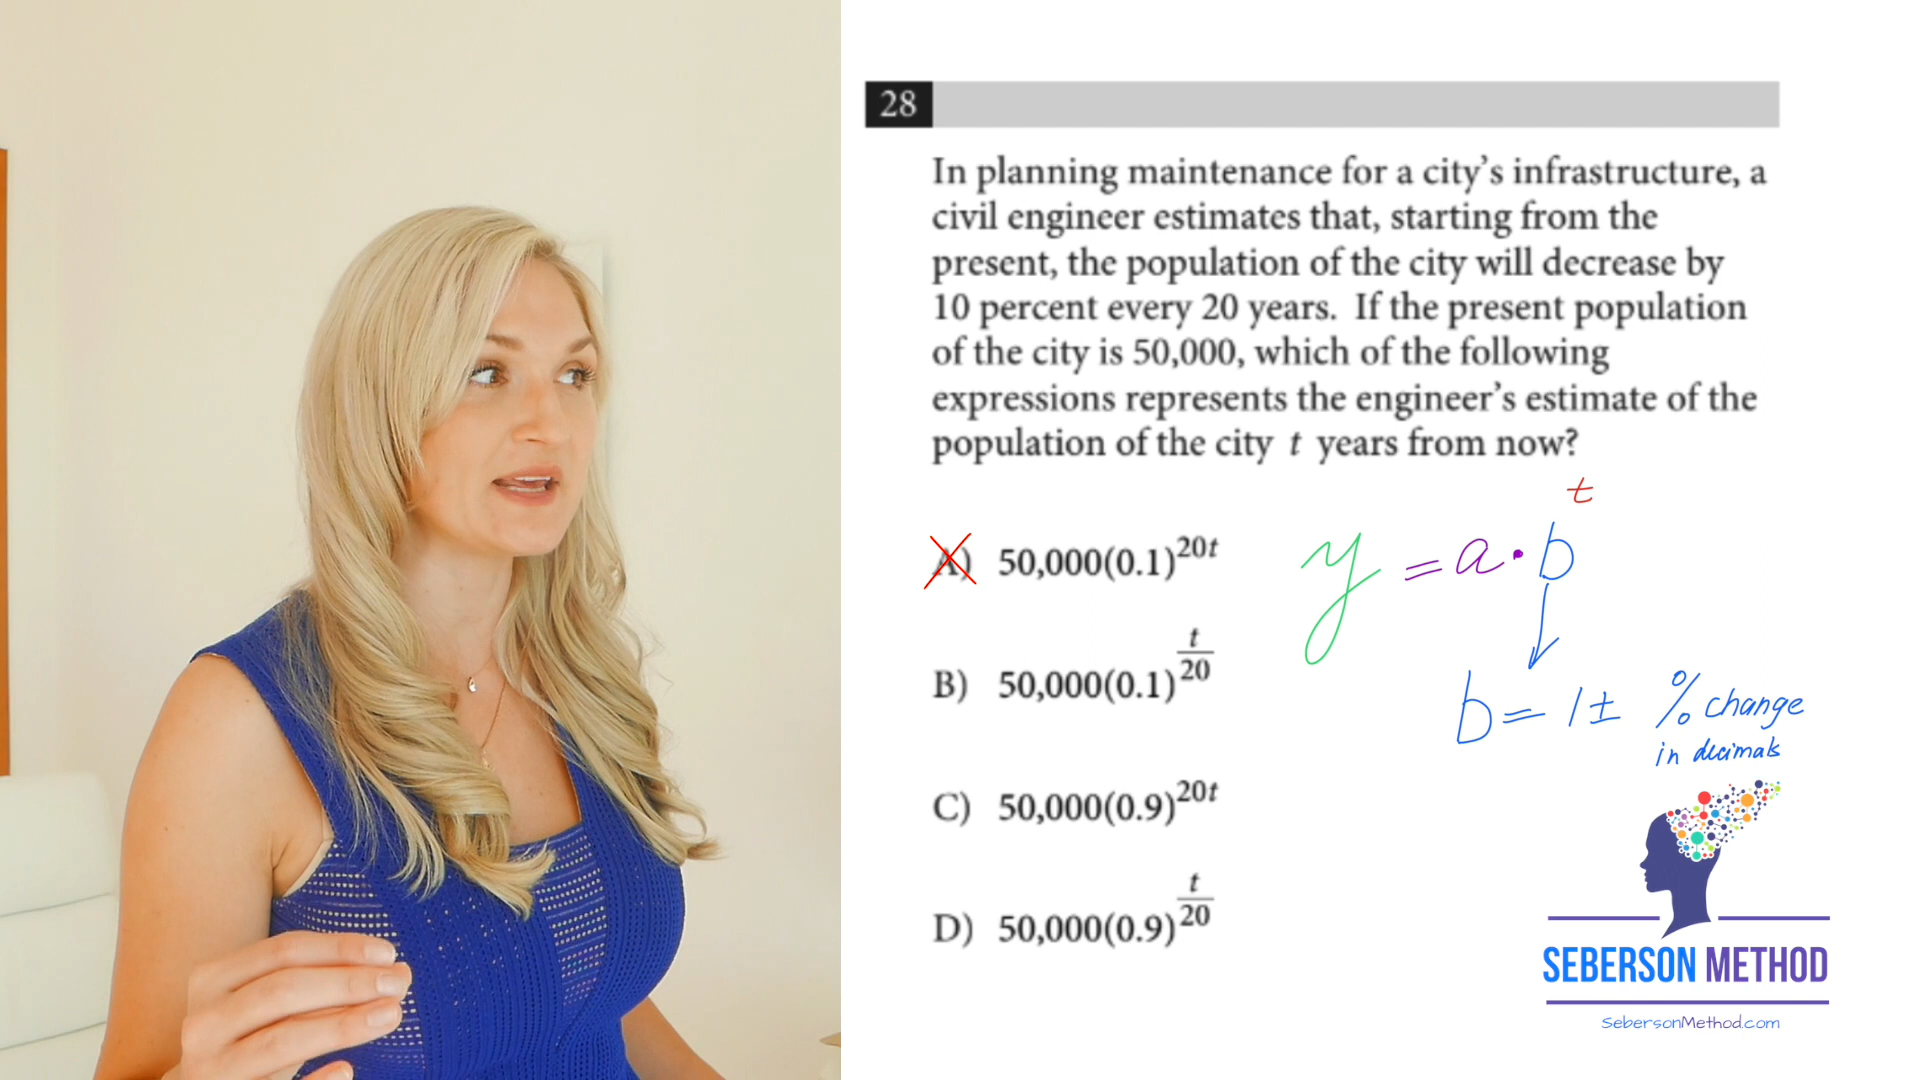 28
In planning maintenance for a city's infrastructure, a
civil engineer estimates that, starting from the
present, the population of the city will decrease by
10 percent every 20 years. If the present population
of the city is 50,000, which of the following
expressions represents the engineer's estimate of the
population of the city t years from now?
A) 50,000(0.1)^20t
B) 50,000(0.1)^t/20
C) 50,000(0.9)^20t
D) 50,000(0.9)^t/20
y = a · b^t
b = 1 ± % change
in decimals
SEBERSON METHOD
SebersonMethod.com